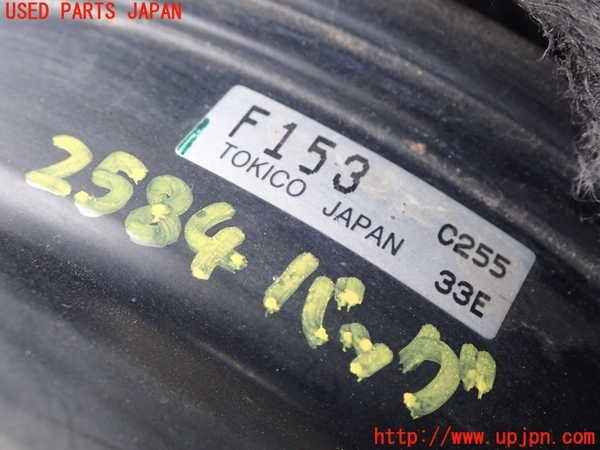 USED PARTS JAPAN
F153
TOKICO JAPAN
C255
33E
2584 バック
http://www.upjpn.com/